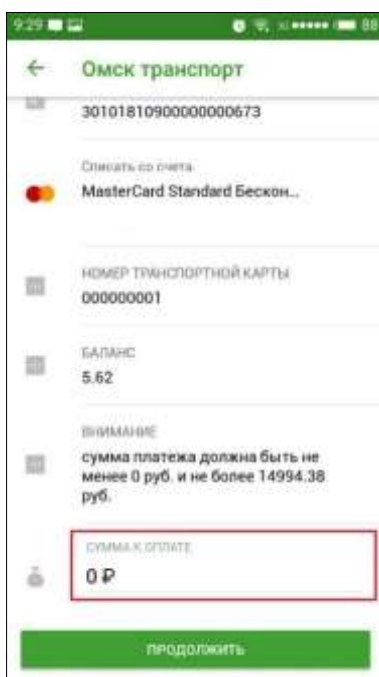 9:29
88
Омск транспорт
30101810900000000673
Списать со счета
MasterCard Standard Бескон...
НОМЕР ТРАНСПОРТНОЙ КАРТЫ
000000001
БАЛАНС
5.62
ВНИМАНИЕ
сумма платежа должна быть не
менее 0 руб. и не более 14994.38
руб.
СУММА К ОПЛАТЕ
0 ₽
ПРОДОЛЖИТЬ